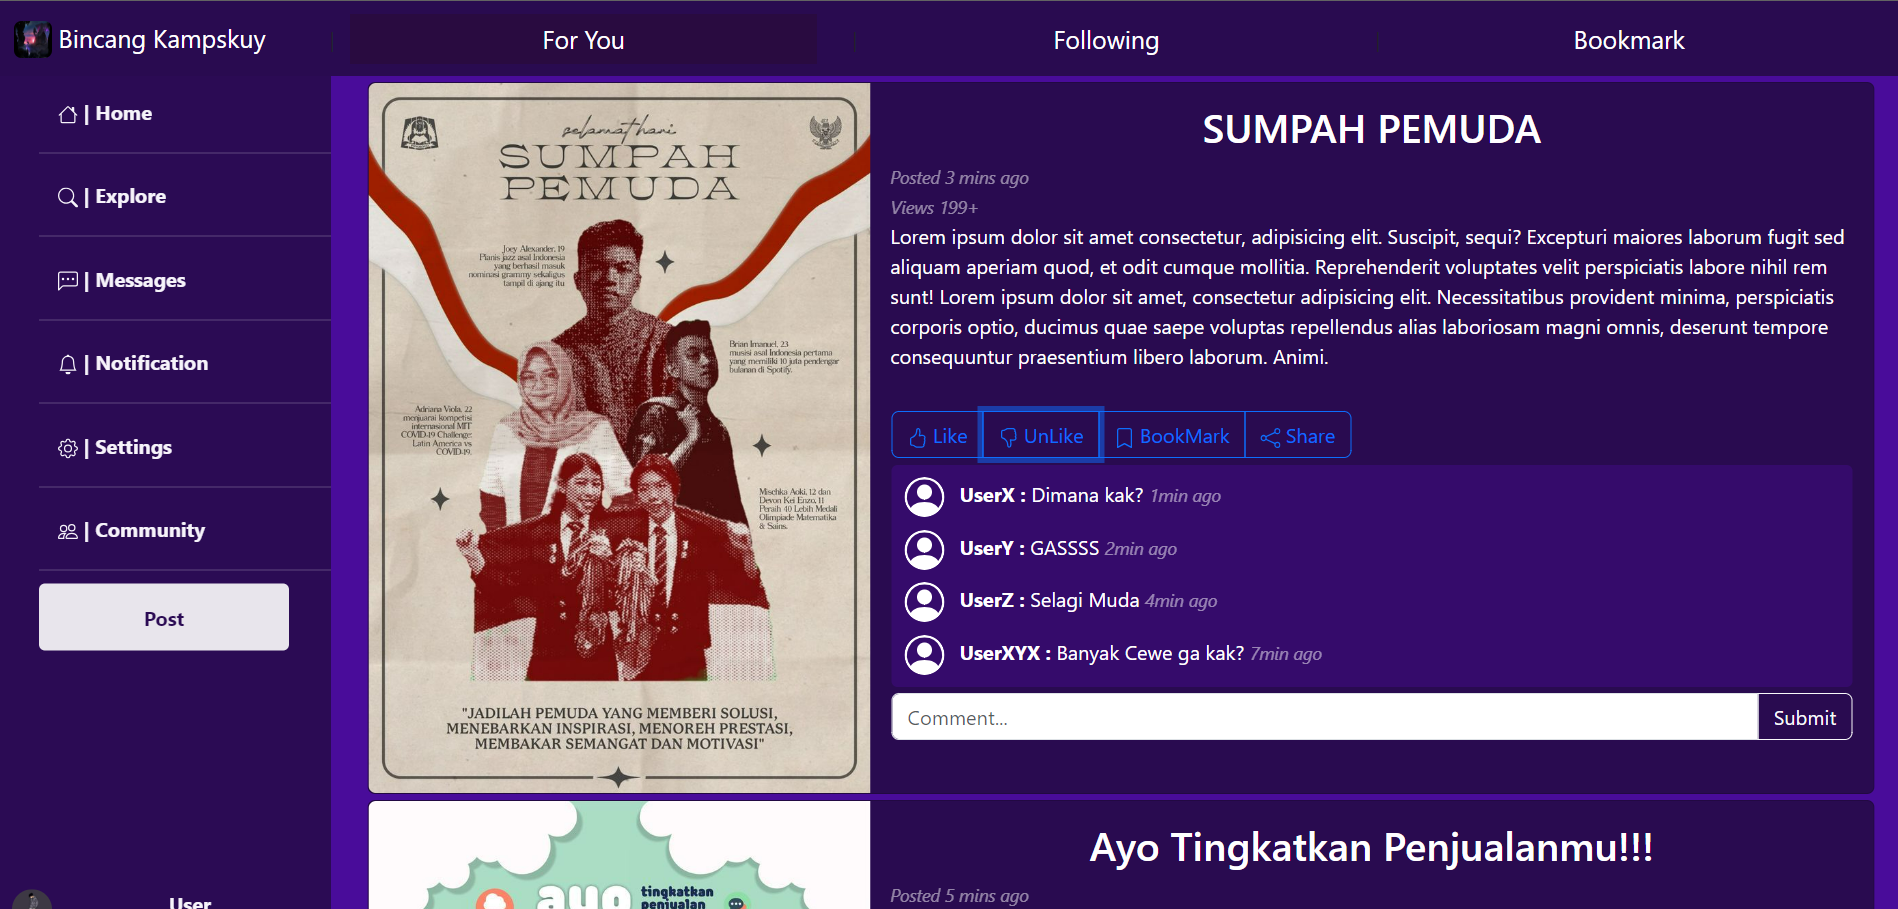 Bincang Kampskuy
For You
Following
Bookmark
| Home
| Explore
| Messages
| Notification
| Settings
| Community
Post
User
selamat hari
SUMPAH
PEMUDA
Joey Alexander, 19
Pianis jazz asal Indonesia
yang berhasil masuk
nominasi grammy sekaligus
tampil di ajang itu
Brian Imanuel, 23
musisi asal Indonesia pertama
yang memiliki 10 juta pendengar
bulanan di Spotify.
Adriana Viola, 22
menjuarai kompetisi
internasional MIT
COVID-19 Challenge:
Latin America vs
COVID-19.
Mischka Aoki, 12 dan
Devon Kei Enzo, 11
Peraih 40 Lebih Medali
Olimpiade Matematika
& Sains.
"JADILAH PEMUDA YANG MEMBERI SOLUSI,
MENEBARKAN INSPIRASI, MENOREH PRESTASI,
MEMBAKAR SEMANGAT DAN MOTIVASI"
SUMPAH PEMUDA
Posted 3 mins ago
Views 199+
Lorem ipsum dolor sit amet consectetur, adipisicing elit. Suscipit, sequi? Excepturi maiores laborum fugit sed
aliquam aperiam quod, et odit cumque mollitia. Reprehenderit voluptates velit perspiciatis labore nihil rem
sunt! Lorem ipsum dolor sit amet, consectetur adipisicing elit. Necessitatibus provident minima, perspiciatis
corporis optio, ducimus quae saepe voluptas repellendus alias laboriosam magni omnis, deserunt tempore
consequuntur praesentium libero laborum. Animi.
Like
UnLike
BookMark
Share
UserX : Dimana kak? 1min ago
UserY : GASSSS 2min ago
UserZ : Selagi Muda 4min ago
UserXYX : Banyak Cewe ga kak? 7min ago
Comment...
Submit
ayo
tingkatkan
penjualan
Ayo Tingkatkan Penjualanmu!!!
Posted 5 mins ago